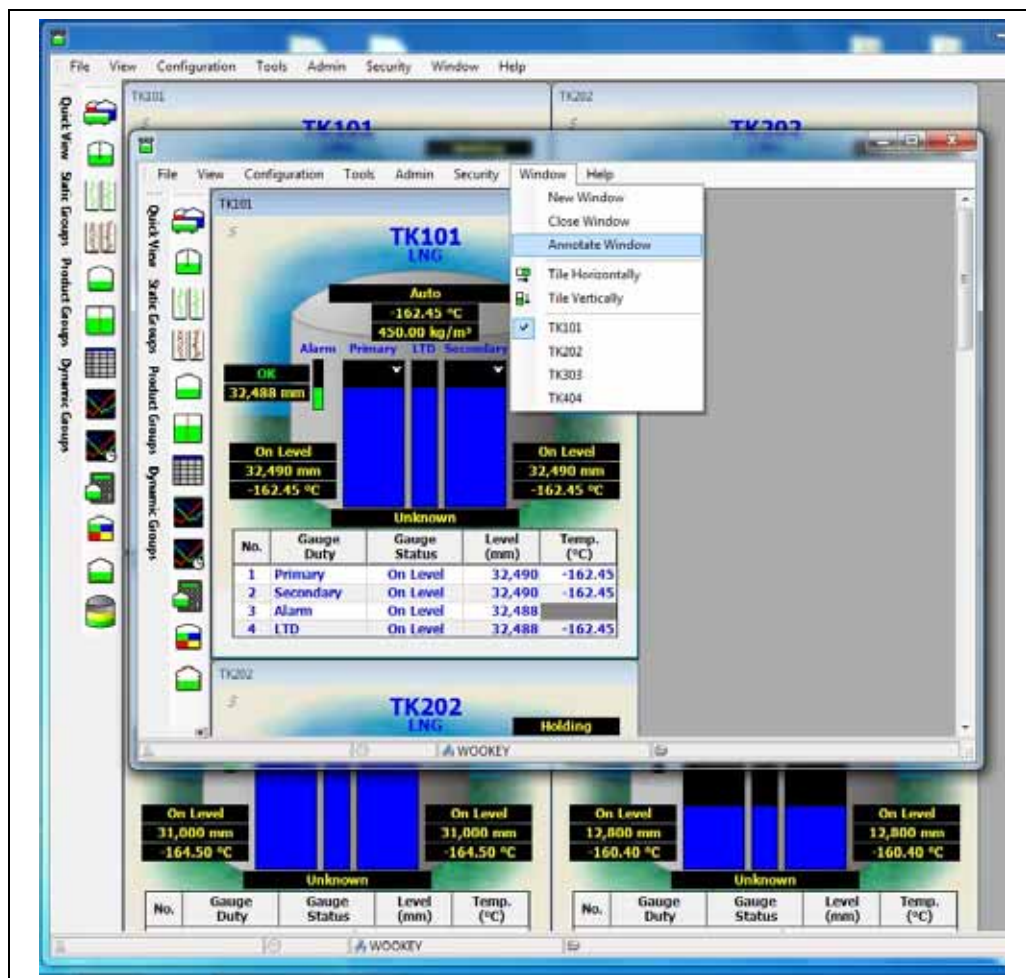 File View Configuration Tools Admin Security Window Help
TK101 TK202
TK101 TK202
Quick View Static Groups Product Groups Dynamic Groups
File View Configuration Tools Admin Security Window Help
New Window
Close Window
Annotate Window
Tile Horizontally
Tile Vertically
TK101
TK202
TK303
TK404
Quick View Static Groups Product Groups Dynamic Groups
TK101
TK101
LNG
Auto
-162.45 °C
450.00 kg/m³
Alarm Primary LTD Secondary
OK
32,488 mm
On Level On Level
32,490 mm 32,490 mm
-162.45 °C -162.45 °C
Unknown
No. Gauge Duty Gauge Status Level (mm) Temp. (°C)
1 Primary On Level 32,490 -162.45
2 Secondary On Level 32,490 -162.45
3 Alarm On Level 32,488
4 LTD On Level 32,488 -162.45
TK202
TK202
LNG
Holding
WOOKEY
On Level On Level On Level On Level
31,000 mm 31,000 mm 12,800 mm 12,800 mm
-164.50 °C -164.50 °C -160.40 °C -160.40 °C
Unknown Unknown
No. Gauge Duty Gauge Status Level (mm) Temp. (°C) No. Gauge Duty Gauge Status Level (mm) Temp. (°C)
WOOKEY